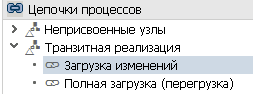 Цепочки процессов
Неприсвоенные узлы
Транзитная реализация
Загрузка изменений
Полная загрузка (перегрузка)